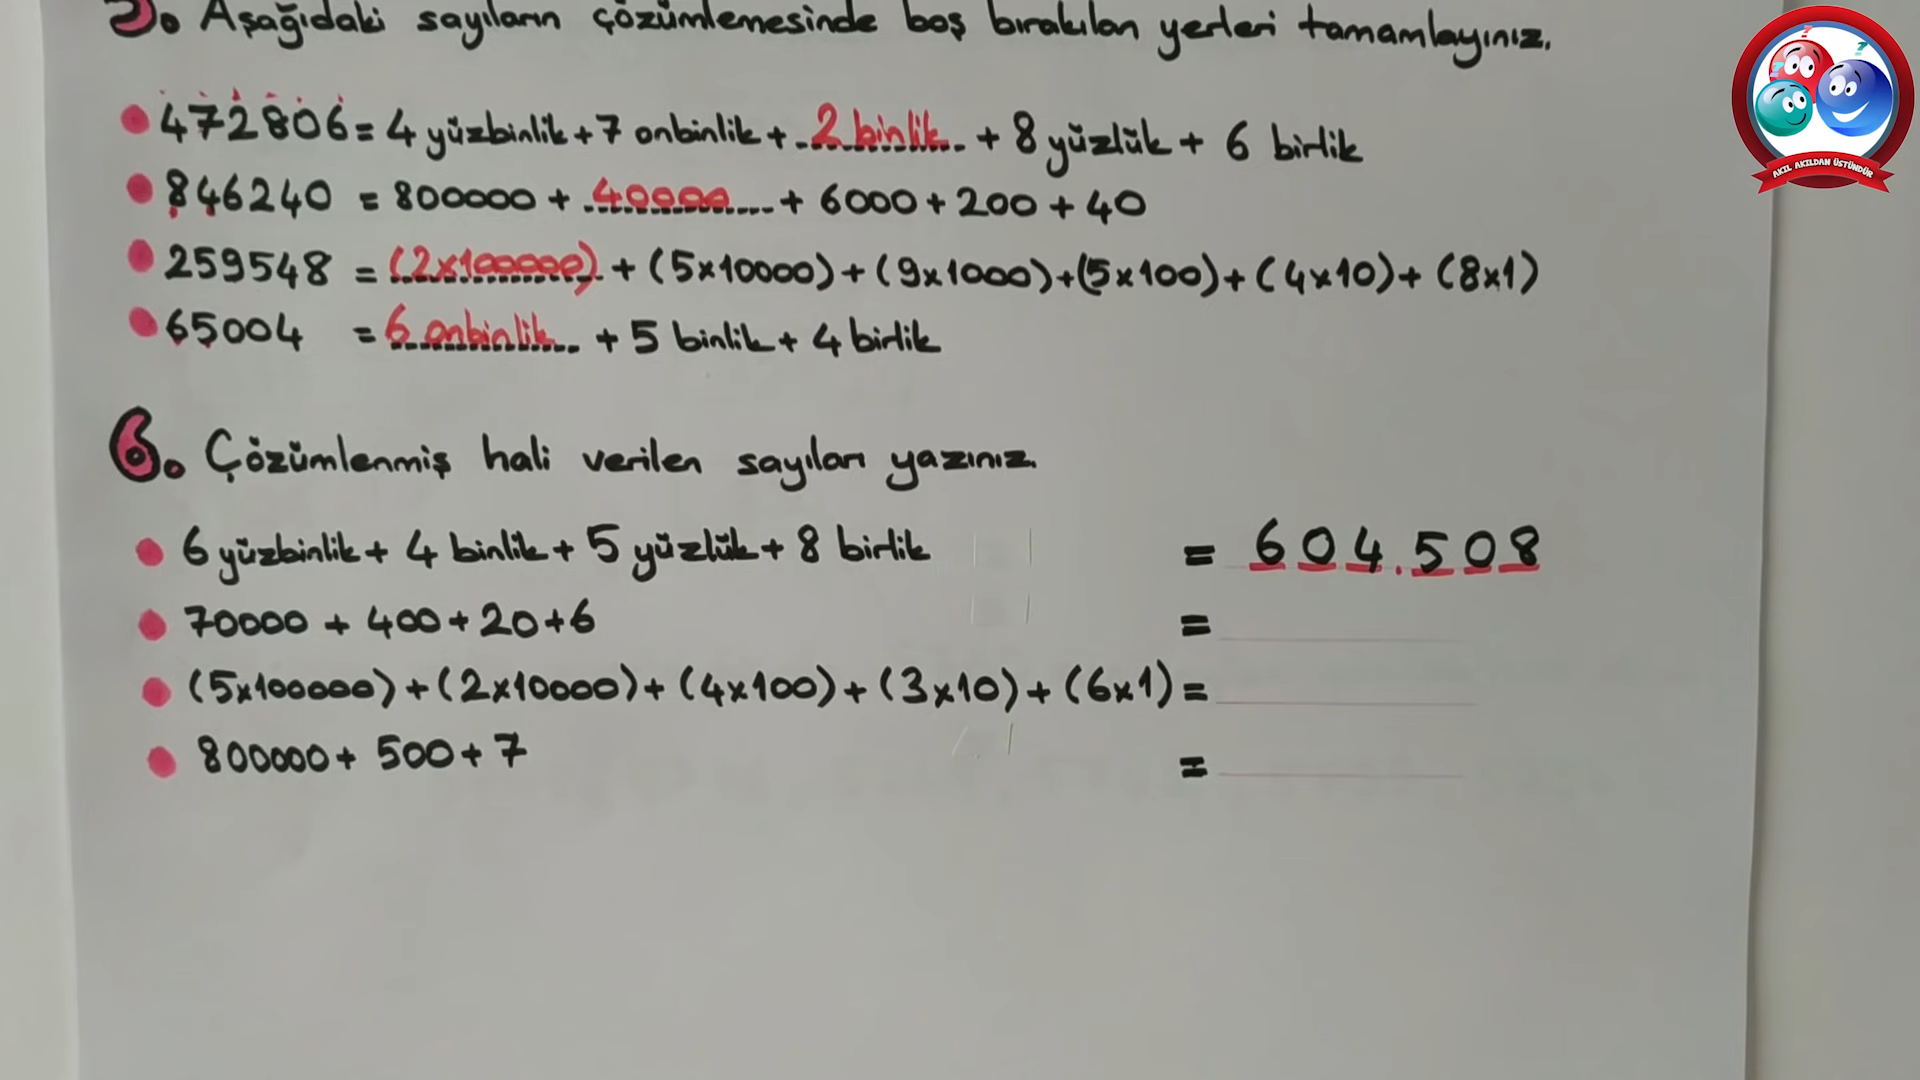 5. Aşağıdaki sayıların çözümlemesinde boş bırakılan yerleri tamamlayınız.
472806 = 4 yüzbinlik + 7 onbinlik + 2 binlik + 8 yüzlük + 6 birlik
846240 = 800000 + 40000 + 6000 + 200 + 40
259548 = (2x100000) + (5x10000) + (9x1000) + (5x100) + (4x10) + (8x1)
65004 = 6 onbinlik + 5 binlik + 4 birlik
6. Çözümlenmiş hali verilen sayıları yazınız.
6 yüzbinlik + 4 binlik + 5 yüzlük + 8 birlik = 604.508
70000 + 400 + 20 + 6 =
(5x100000) + (2x10000) + (4x100) + (3x10) + (6x1) =
800000 + 500 + 7 =
AKIL AKILDAN ÜSTÜNDÜR